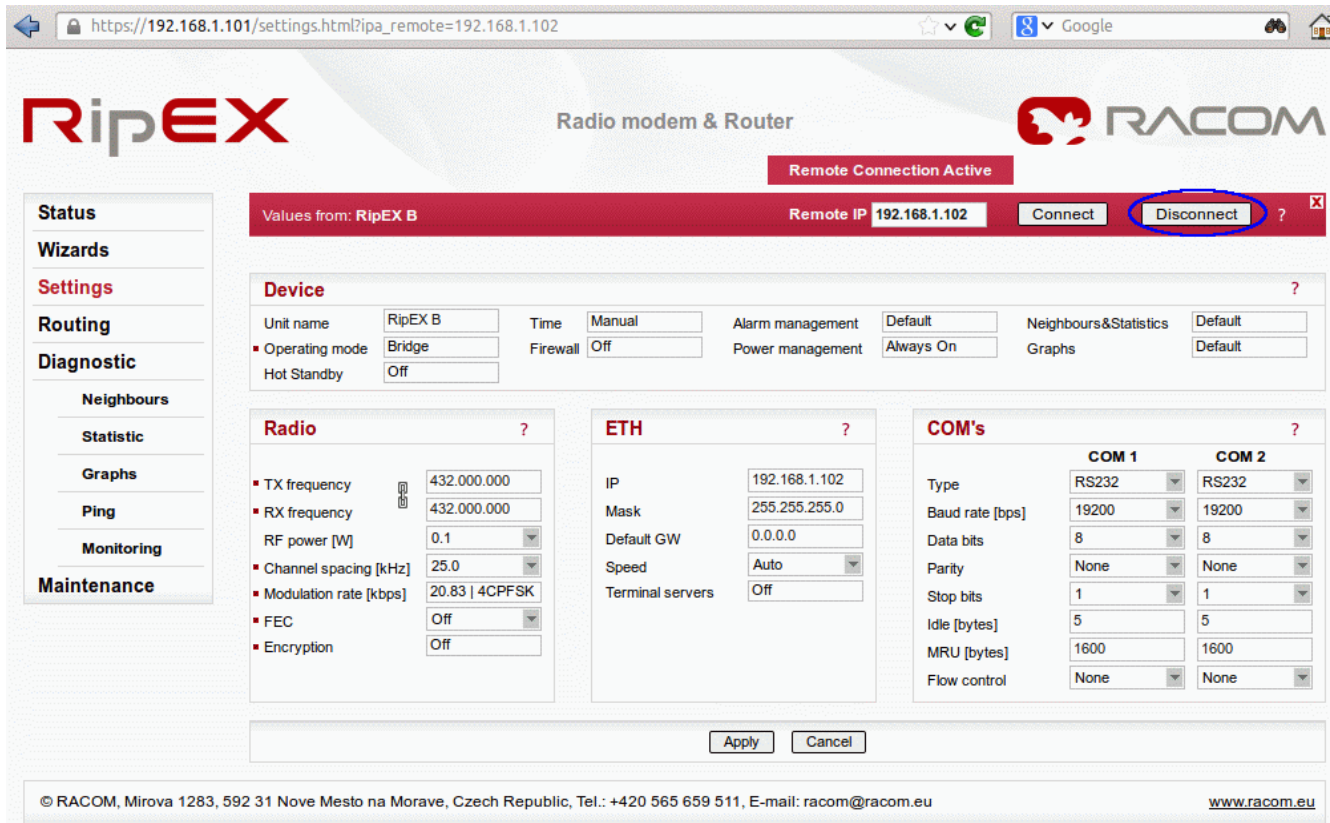 https://192.168.1.101/settings.html?ipa_remote=192.168.1.102
Google
RipEX
Radio modem & Router
RACOM
Remote Connection Active
Values from: RipEX B
Remote IP 192.168.1.102 Connect Disconnect ? X
Status
Wizards
Settings
Routing
Diagnostic
Neighbours
Statistic
Graphs
Ping
Monitoring
Maintenance
Device ?
Unit name RipEX B Time Manual Alarm management Default Neighbours&Statistics Default
Operating mode Bridge Firewall Off Power management Always On Graphs Default
Hot Standby Off
Radio ?
TX frequency 432.000.000
RX frequency 432.000.000
RF power [W] 0.1
Channel spacing [kHz] 25.0
Modulation rate [kbps] 20.83 | 4CPFSK
FEC Off
Encryption Off
ETH ?
IP 192.168.1.102
Mask 255.255.255.0
Default GW 0.0.0.0
Speed Auto
Terminal servers Off
COM's ?
COM 1 COM 2
Type RS232 RS232
Baud rate [bps] 19200 19200
Data bits 8 8
Parity None None
Stop bits 1 1
Idle [bytes] 5 5
MRU [bytes] 1600 1600
Flow control None None
Apply Cancel
© RACOM, Mirova 1283, 592 31 Nove Mesto na Morave, Czech Republic, Tel.: +420 565 659 511, E-mail: racom@racom.eu www.racom.eu